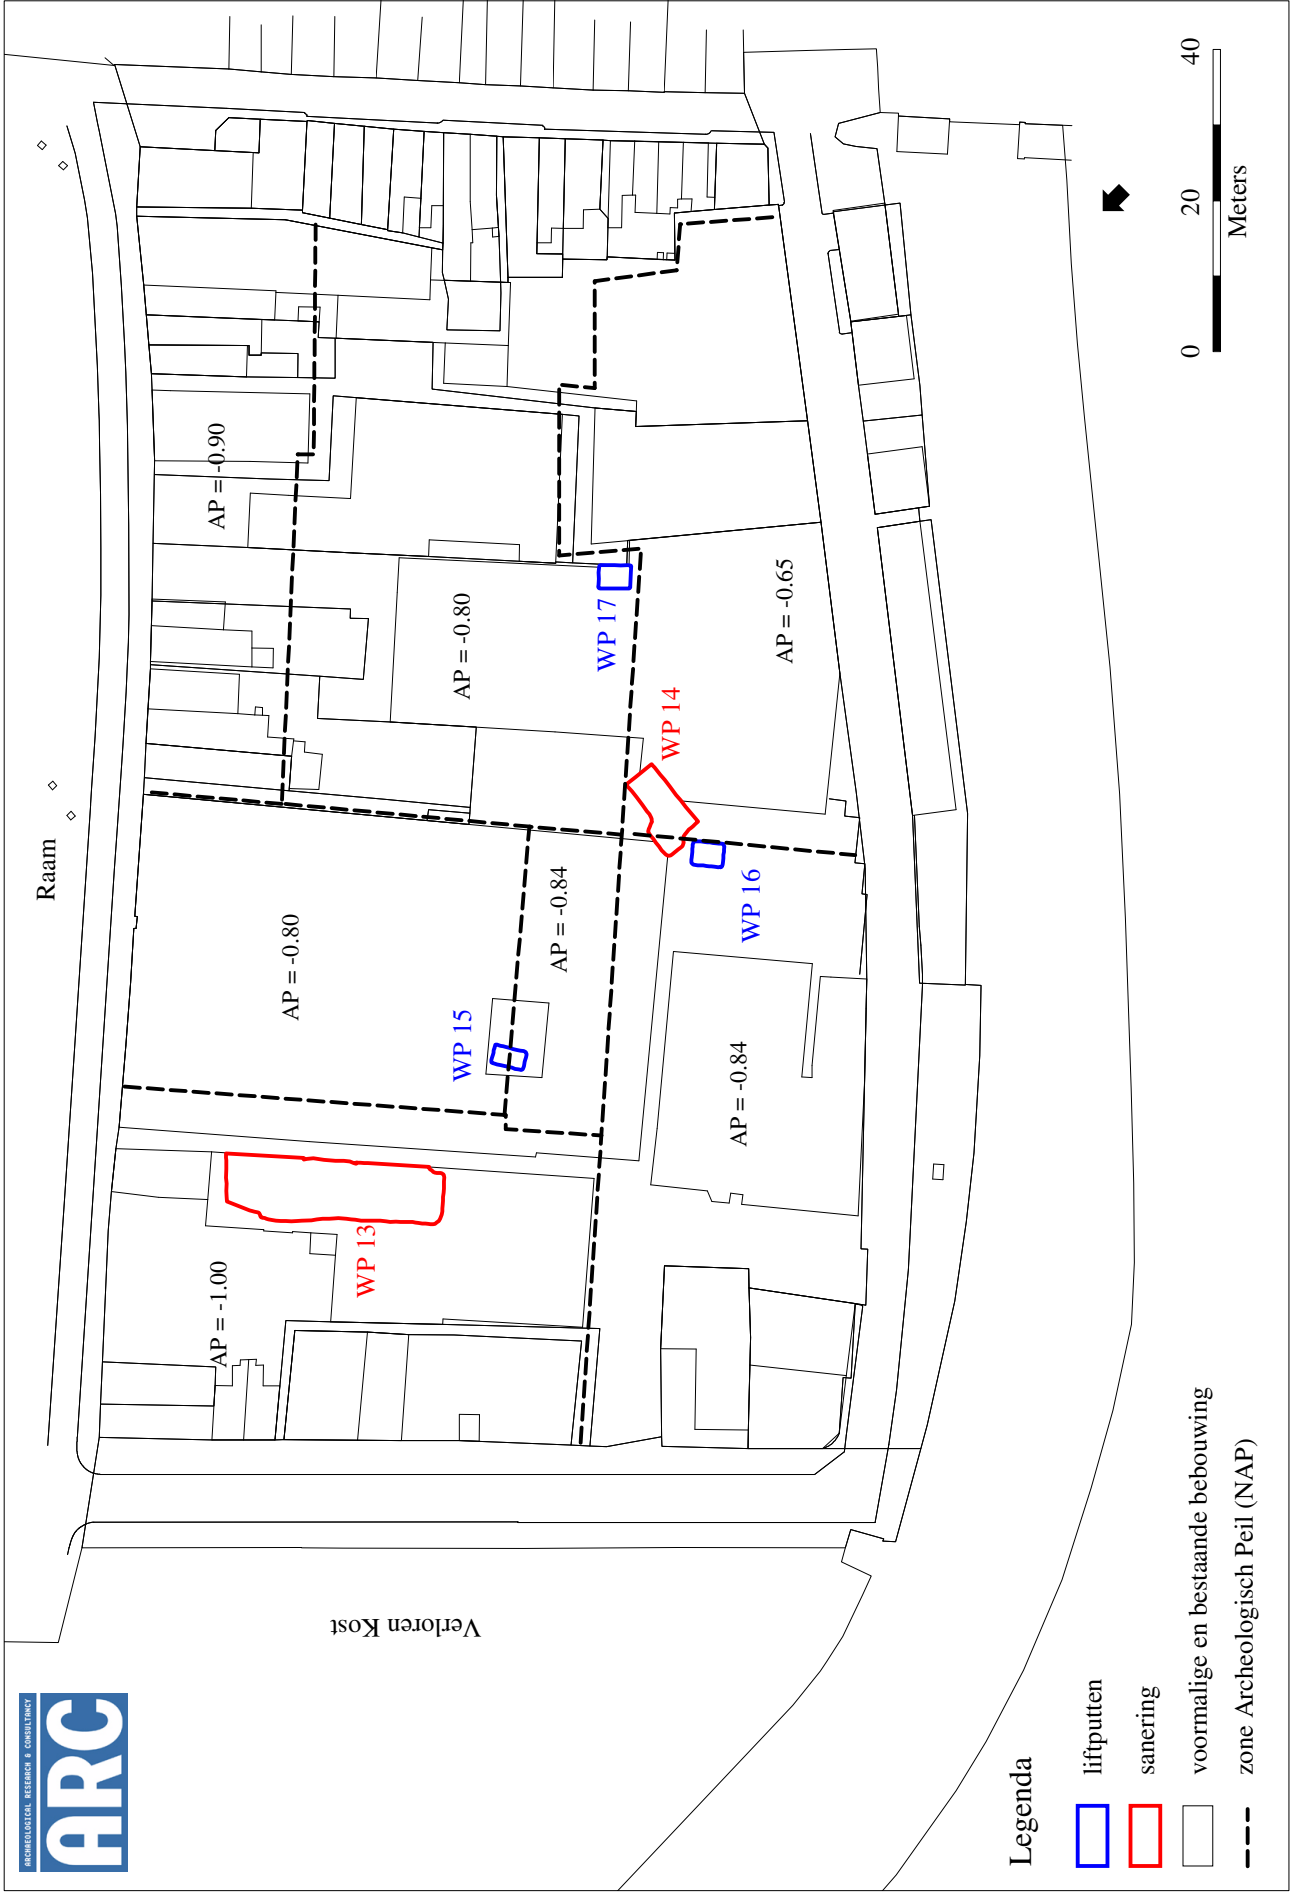 ARCHAEOLOGICAL RESEARCH & CONSULTANCY
ARC
Raam
Verloren Kost
AP = -1.00
WP 13
AP = -0.80
WP 15
AP = -0.84
AP = -0.84
WP 16
WP 14
AP = -0.90
AP = -0.80
WP 17
AP = -0.65
Legenda
liftputten
sanering
voormalige en bestaande bebouwing
zone Archeologisch Peil (NAP)
0 20 40
Meters